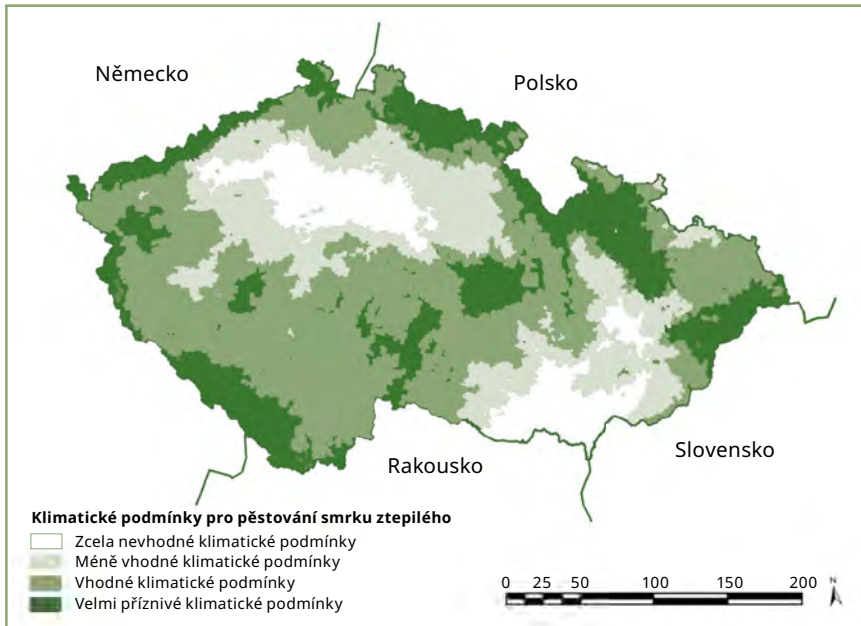 Německo
Polsko
Rakousko
Slovensko
Klimatické podmínky pro pěstování smrku ztepilého
Zcela nevhodné klimatické podmínky
Méně vhodné klimatické podmínky
Vhodné klimatické podmínky
Velmi příznivé klimatické podmínky
0 25 50 100 150 200
N